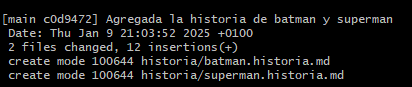 [main c0d9472] Agregada la historia de batman y superman
 Date: Thu Jan 9 21:03:52 2025 +0100
 2 files changed, 12 insertions(+)
 create mode 100644 historia/batman.historia.md
 create mode 100644 historia/superman.historia.md